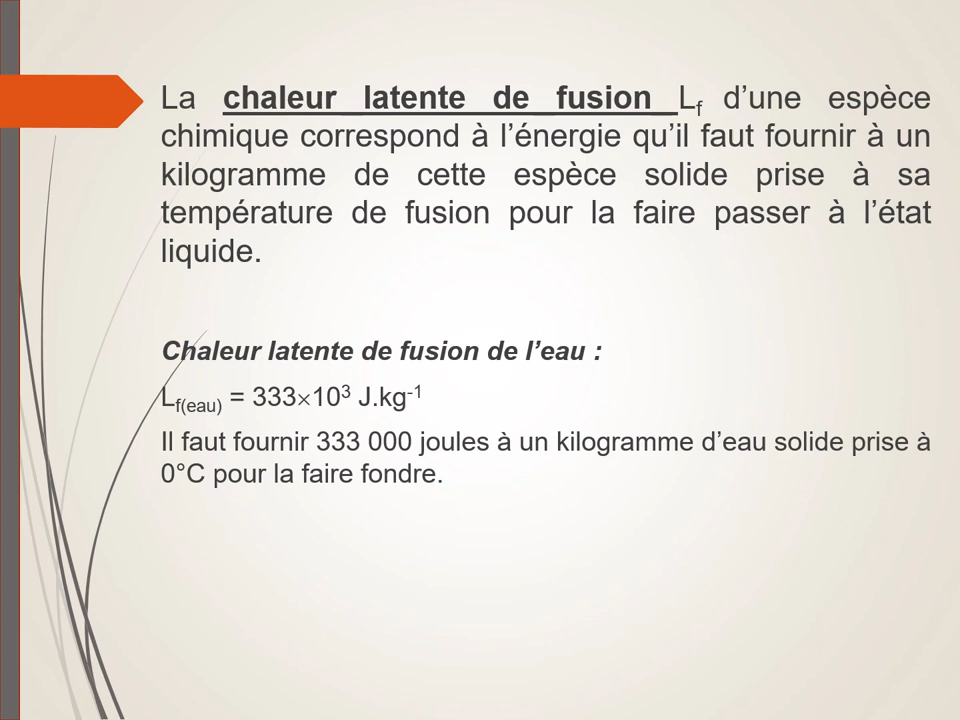 La chaleur latente de fusion L_f d’une espèce
chimique correspond à l’énergie qu’il faut fournir à un
kilogramme de cette espèce solide prise à sa
température de fusion pour la faire passer à l’état
liquide.
Chaleur latente de fusion de l’eau :
L_f(eau) = 333×10³ J.kg⁻¹
Il faut fournir 333 000 joules à un kilogramme d’eau solide prise à
0°C pour la faire fondre.